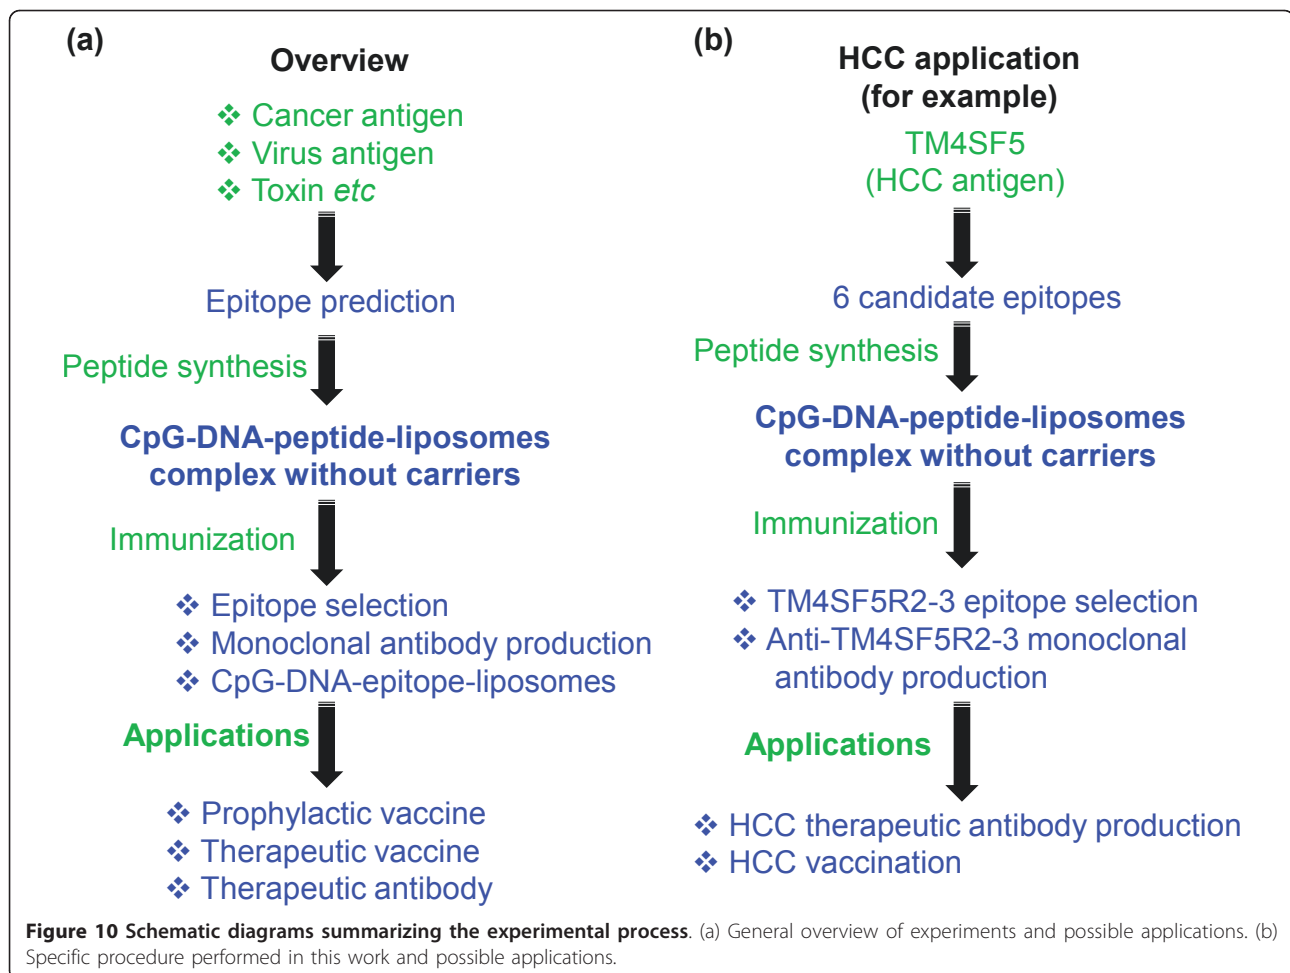 (a)
Overview
❖ Cancer antigen
❖ Virus antigen
❖ Toxin etc
Epitope prediction
Peptide synthesis
CpG-DNA-peptide-liposomes
complex without carriers
Immunization
❖ Epitope selection
❖ Monoclonal antibody production
❖ CpG-DNA-epitope-liposomes
Applications
❖ Prophylactic vaccine
❖ Therapeutic vaccine
❖ Therapeutic antibody
(b)
HCC application
(for example)
TM4SF5
(HCC antigen)
6 candidate epitopes
Peptide synthesis
CpG-DNA-peptide-liposomes
complex without carriers
Immunization
❖ TM4SF5R2-3 epitope selection
❖ Anti-TM4SF5R2-3 monoclonal
antibody production
Applications
❖ HCC therapeutic antibody production
❖ HCC vaccination
Figure 10 Schematic diagrams summarizing the experimental process. (a) General overview of experiments and possible applications. (b)
Specific procedure performed in this work and possible applications.